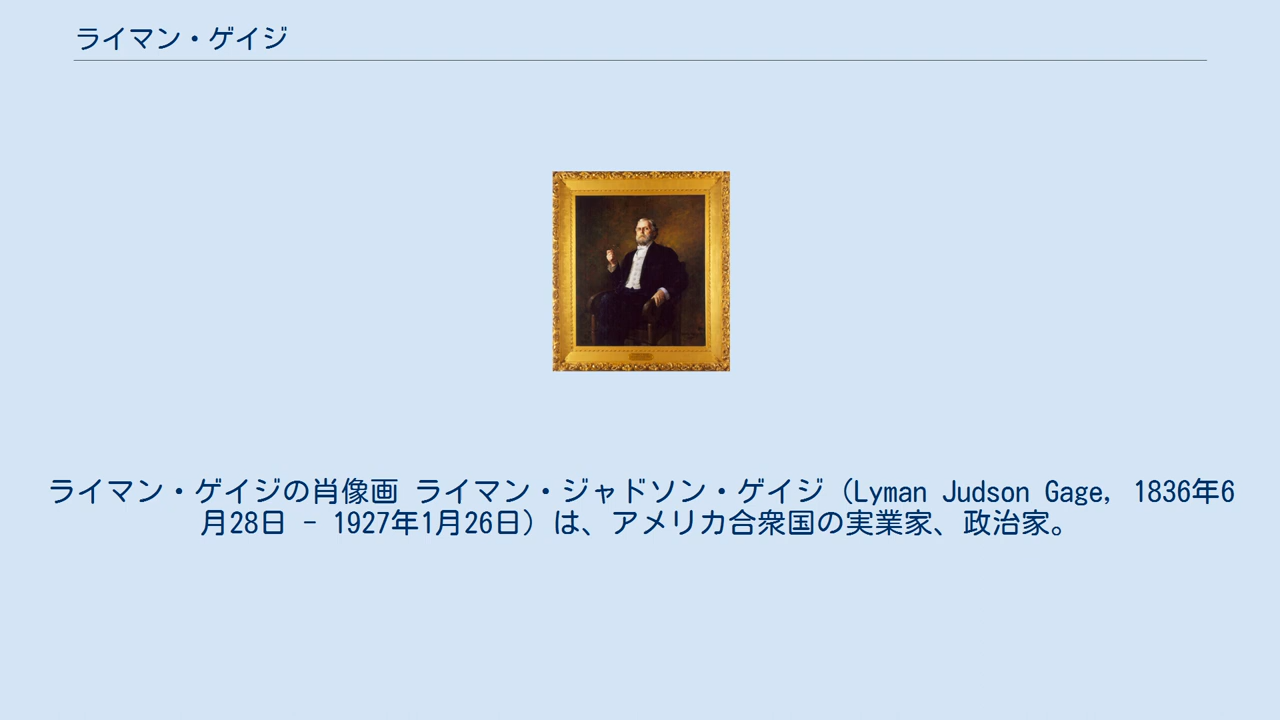 ライマン・ゲイジ
ライマン・ゲイジの肖像画 ライマン・ジャドソン・ゲイジ（Lyman Judson Gage, 1836年6
月28日 - 1927年1月26日）は、アメリカ合衆国の実業家、政治家。